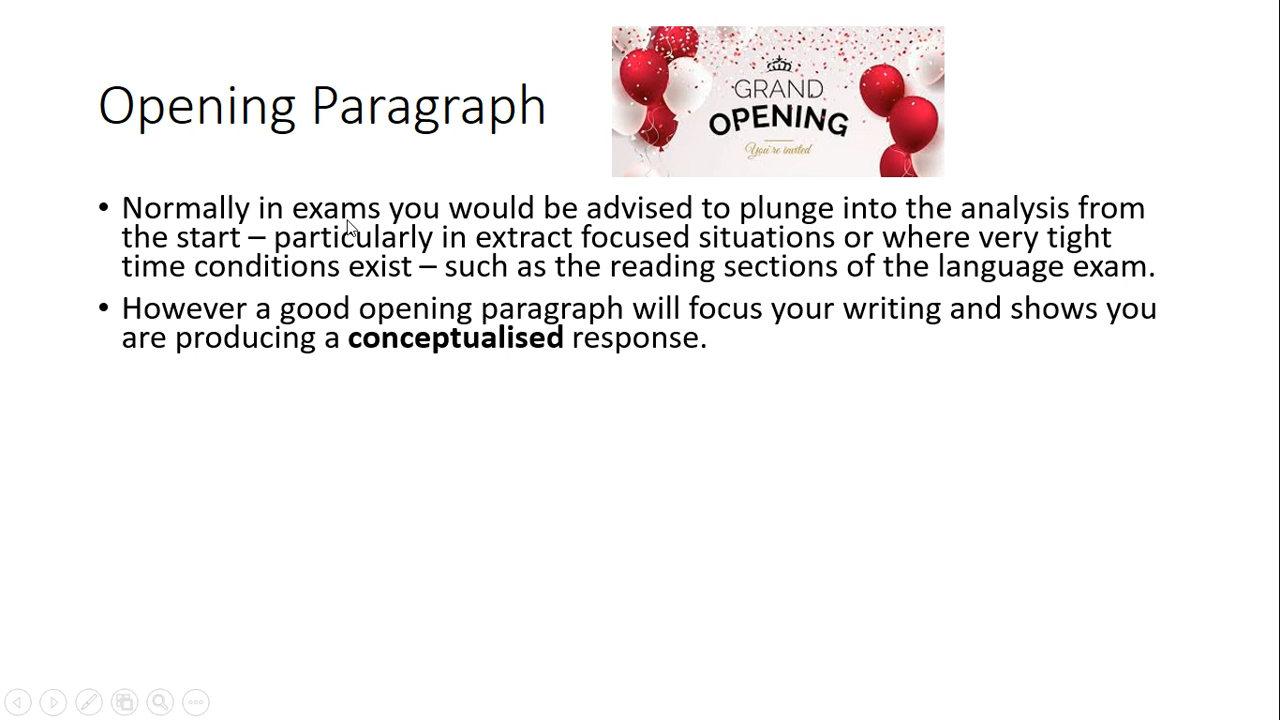 Opening Paragraph
GRAND
OPENING
You're invited
• Normally in exams you would be advised to plunge into the analysis from
the start – particularly in extract focused situations or where very tight
time conditions exist – such as the reading sections of the language exam.
• However a good opening paragraph will focus your writing and shows you
are producing a conceptualised response.